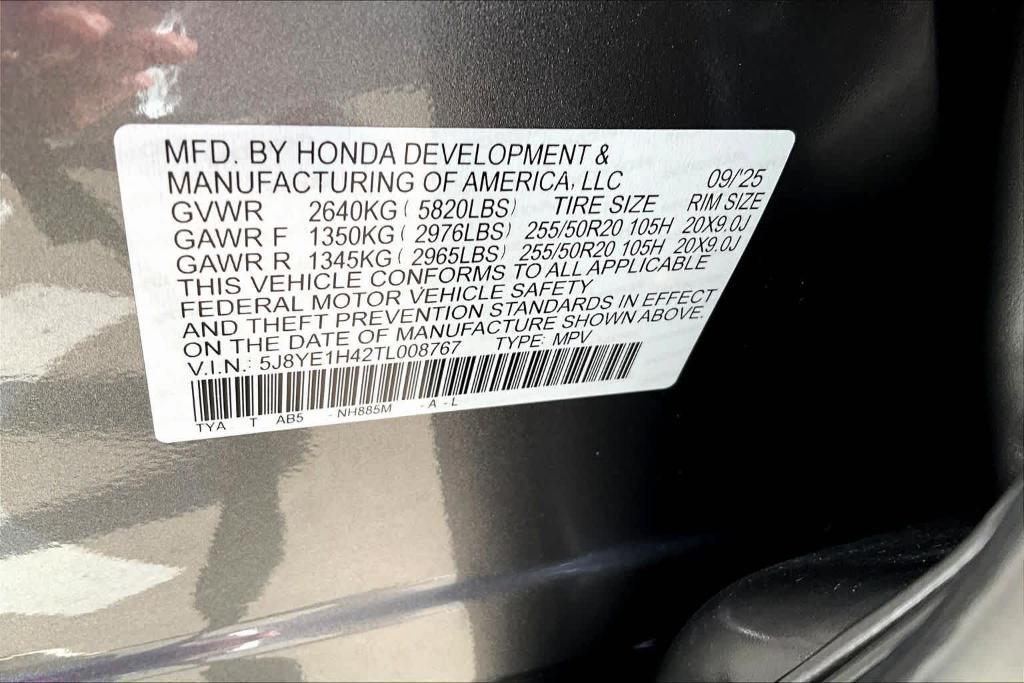 MFD. BY HONDA DEVELOPMENT &
MANUFACTURING OF AMERICA, LLC 09/'25
GVWR 2640KG ( 5820LBS) TIRE SIZE RIM SIZE
GAWR F 1350KG ( 2976LBS) 255/50R20 105H 20X9.0J
GAWR R 1345KG ( 2965LBS) 255/50R20 105H 20X9.0J
THIS VEHICLE CONFORMS TO ALL APPLICABLE
FEDERAL MOTOR VEHICLE SAFETY
AND THEFT PREVENTION STANDARDS IN EFFECT
ON THE DATE OF MANUFACTURE SHOWN ABOVE.
V.I.N.: 5J8YE1H42TL008767 TYPE: MPV
TYA T AB5 - NH885M - A - L